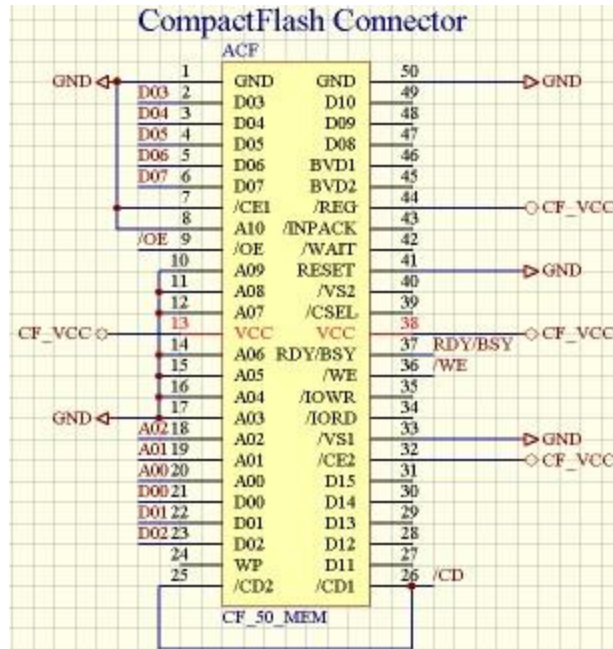 CompactFlash Connector
ACF
GND 1 GND GND 50 GND
D03 2 D03 D10 49
D04 3 D04 D09 48
D05 4 D05 D08 47
D06 5 D06 BVD1 46
D07 6 D07 BVD2 45
7 /CE1 /REG 44 CF_VCC
8 A10 /INPACK 43
/OE 9 /OE /WAIT 42
10 A09 RESET 41 GND
11 A08 /VS2 40
12 A07 /CSEL 39
CF_VCC 13 VCC VCC 38 CF_VCC
14 A06 RDY/BSY 37 RDY/BSY
15 A05 /WE 36 /WE
16 A04 /IOWR 35
GND 17 A03 /IORD 34
A02 18 A02 /VS1 33 GND
A01 19 A01 /CE2 32 CF_VCC
A00 20 A00 D15 31
D00 21 D00 D14 30
D01 22 D01 D13 29
D02 23 D02 D12 28
24 WP D11 27
25 /CD2 /CD1 26 /CD
CF_50_MEM